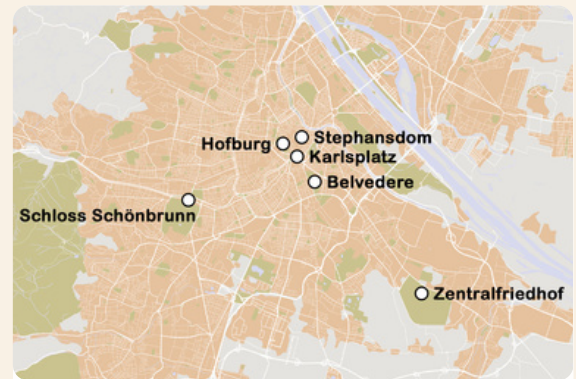 Stephansdom
Hofburg
Karlsplatz
Belvedere
Schloss Schönbrunn
Zentralfriedhof